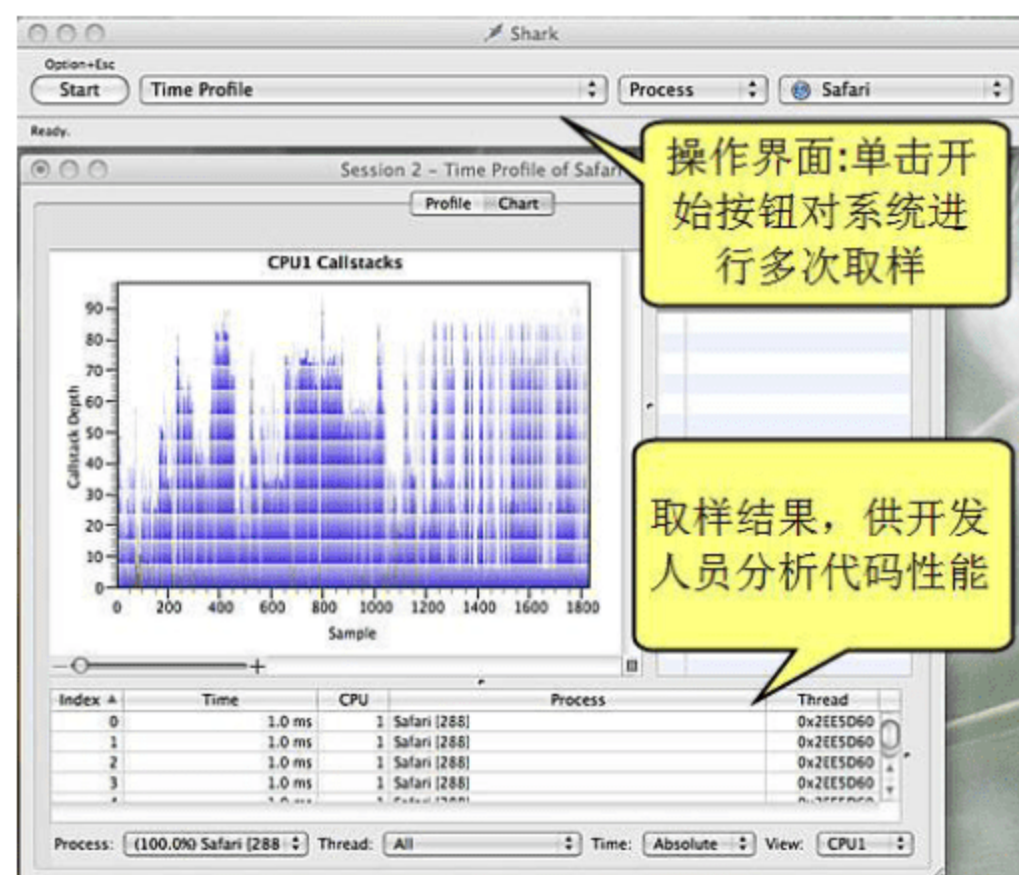 Shark
Option+Esc
Start Time Profile Process Safari
Ready.
操作界面:单击开
始按钮对系统进
行多次取样
Session 2 - Time Profile of Safari
Profile Chart
CPU1 Callstacks
Callstack Depth
90
80
70
60
50
40
30
20
10
0
0 200 400 600 800 1000 1200 1400 1600 1800
Sample
取样结果，供开发
人员分析代码性能
Index Time CPU Process Thread
0 1.0 ms 1 Safari [288] 0x2EE5D60
1 1.0 ms 1 Safari [288] 0x2EE5D60
2 1.0 ms 1 Safari [288] 0x2EE5D60
3 1.0 ms 1 Safari [288] 0x2EE5D60
Process: (100.0%) Safari [288 Thread: All Time: Absolute View: CPU1